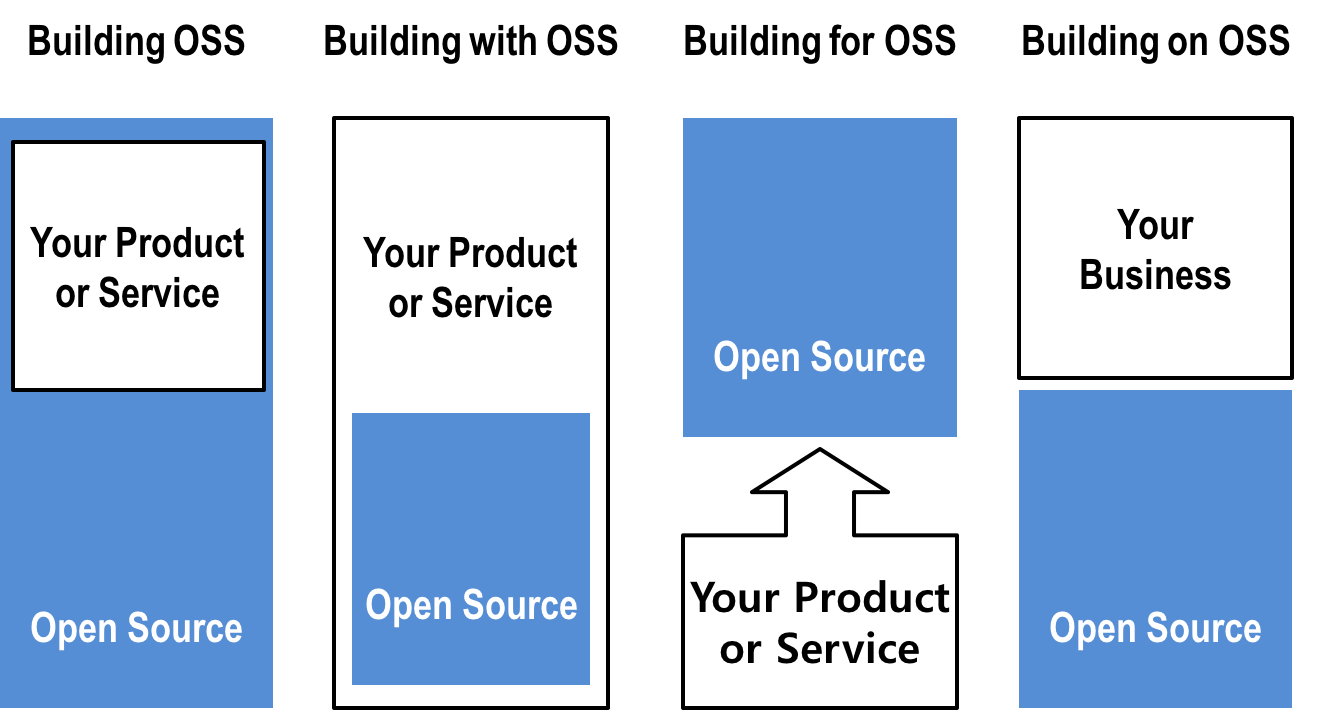 Building OSS
Your Product
or Service
Open Source
Building with OSS
Your Product
or Service
Open Source
Building for OSS
Open Source
Your Product
or Service
Building on OSS
Your
Business
Open Source